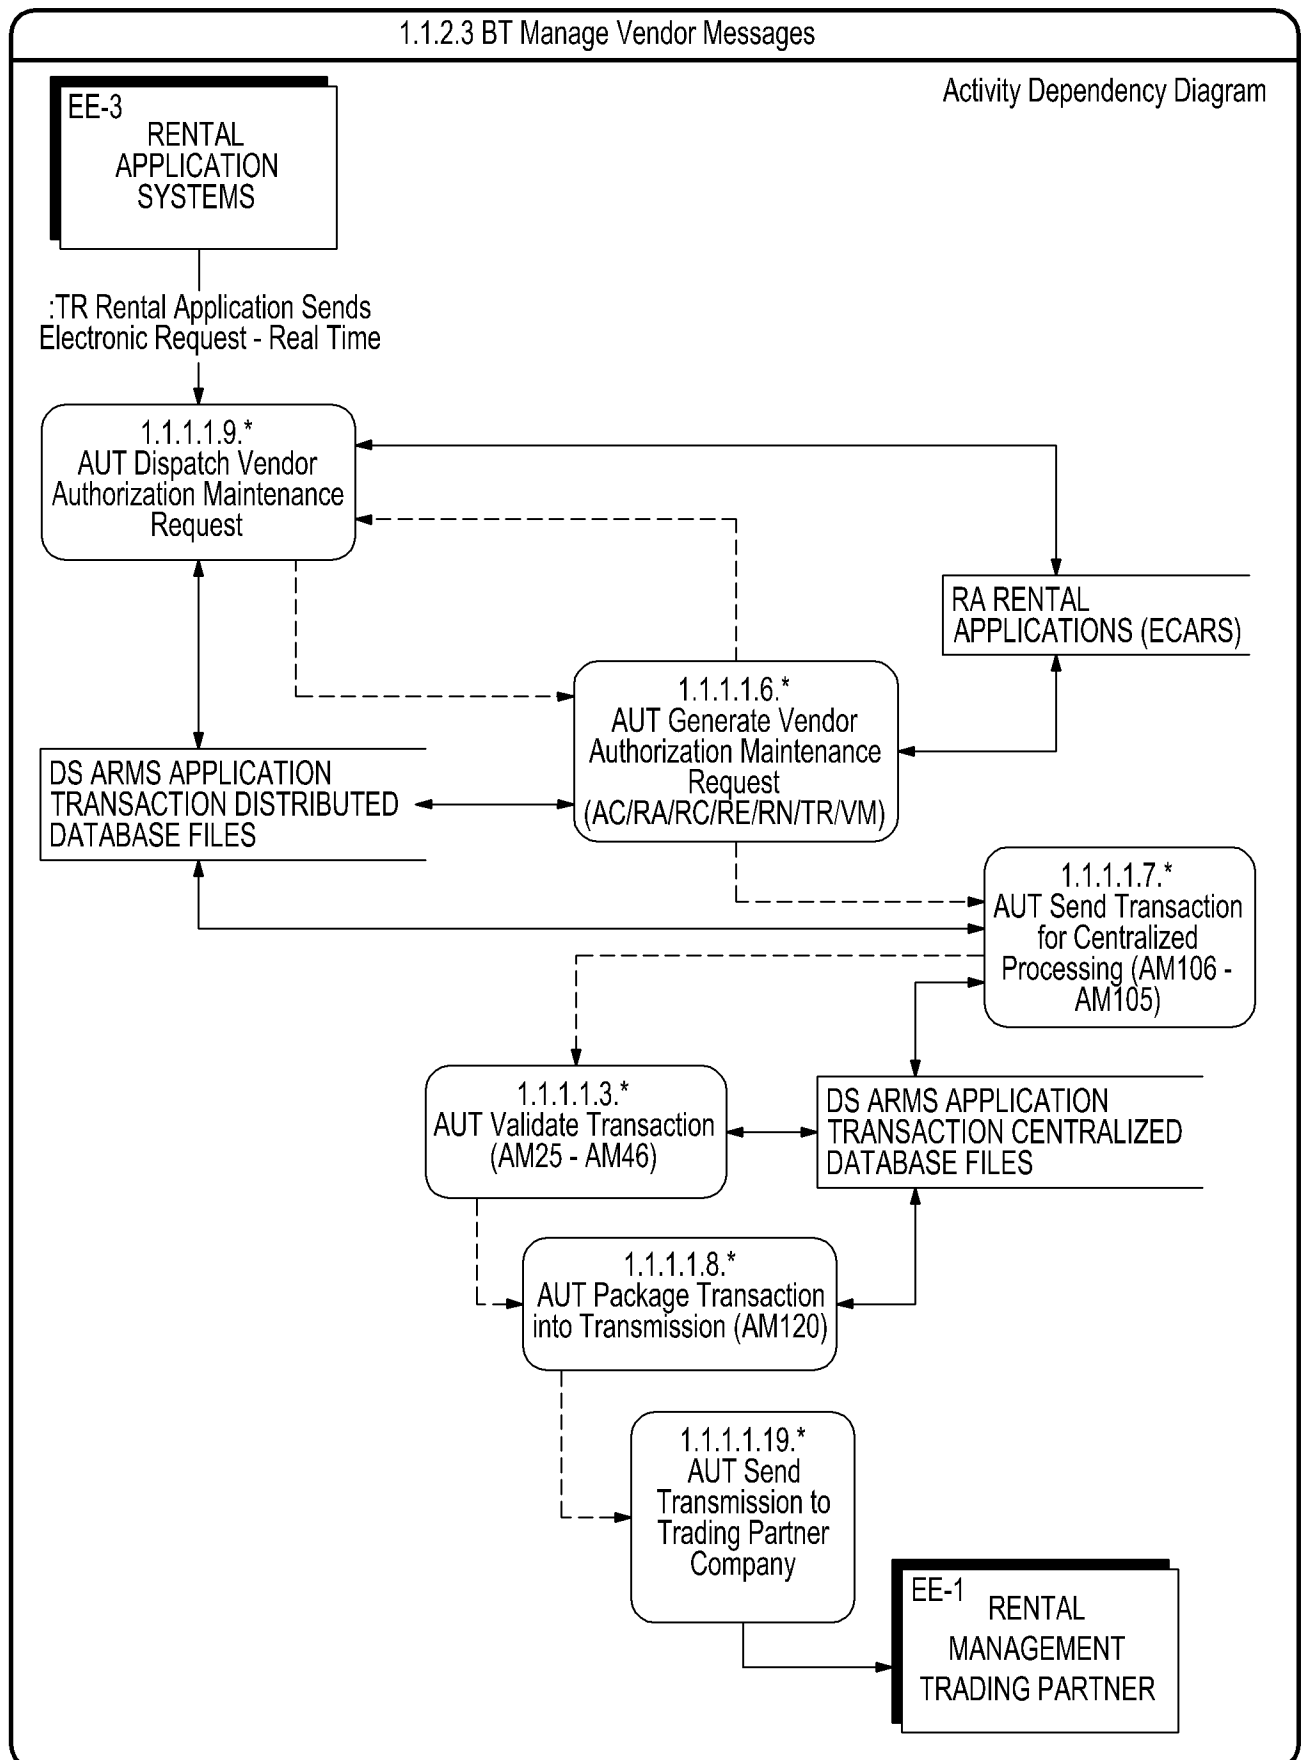 1.1.2.3 BT Manage Vendor Messages
Activity Dependency Diagram
EE-3
RENTAL
APPLICATION
SYSTEMS
:TR Rental Application Sends
Electronic Request - Real Time
1.1.1.1.9.*
AUT Dispatch Vendor
Authorization Maintenance
Request
RA RENTAL
APPLICATIONS (ECARS)
1.1.1.1.6.*
AUT Generate Vendor
Authorization Maintenance
Request
(AC/RA/RC/RE/RN/TR/VM)
DS ARMS APPLICATION
TRANSACTION DISTRIBUTED
DATABASE FILES
1.1.1.1.7.*
AUT Send Transaction
for Centralized
Processing (AM106 -
AM105)
1.1.1.1.3.*
AUT Validate Transaction
(AM25 - AM46)
DS ARMS APPLICATION
TRANSACTION CENTRALIZED
DATABASE FILES
1.1.1.1.8.*
AUT Package Transaction
into Transmission (AM120)
1.1.1.1.19.*
AUT Send
Transmission to
Trading Partner
Company
EE-1
RENTAL
MANAGEMENT
TRADING PARTNER